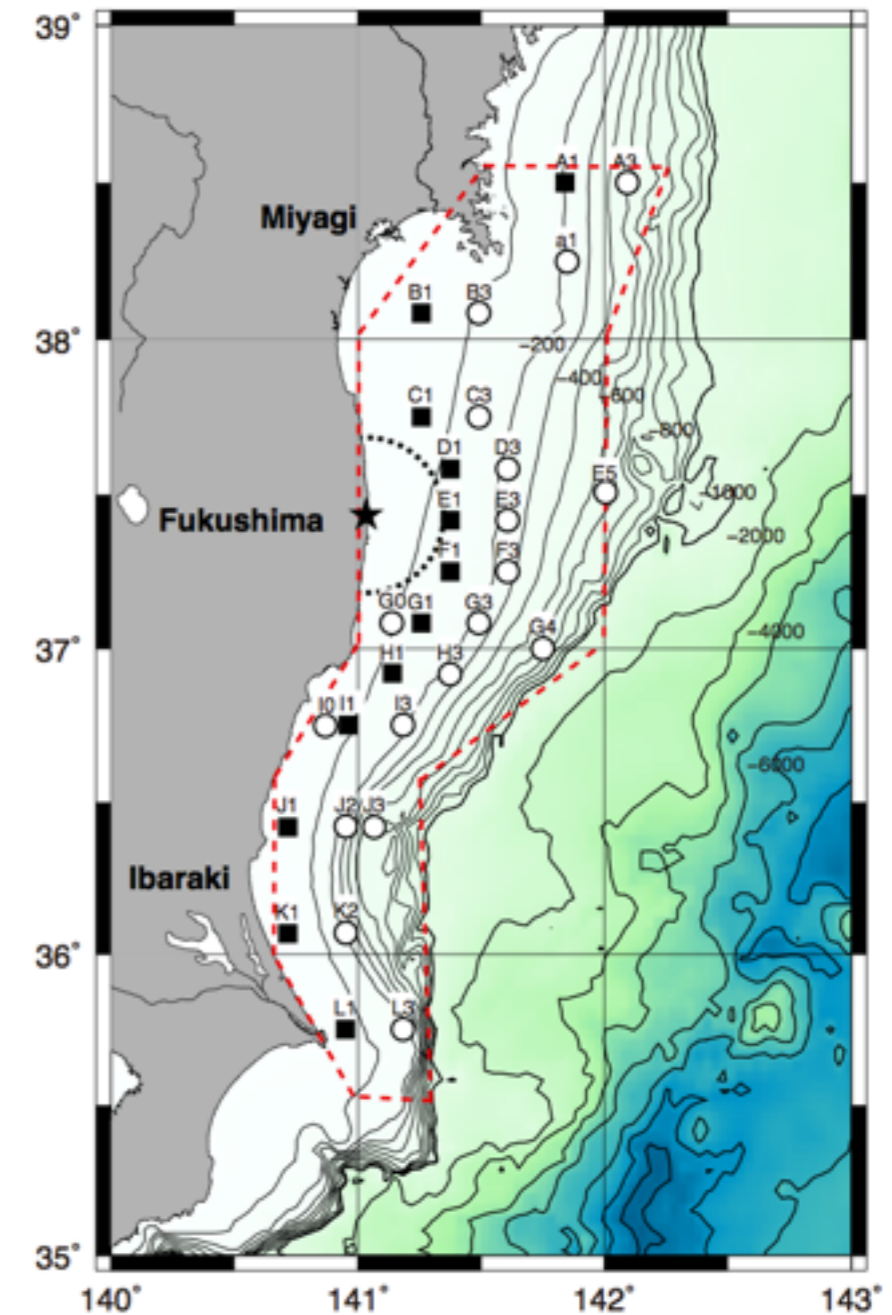 39°
A1 A3
Miyagi
a1
B1 B3
38°
-200
-400
-600
C1 C3
-800
D1 D3
E5
-1000
E1 E3
Fukushima
-2000
F1 F3
G0 G1 G3
G4
-4000
37°
H1 H3
I0 I1 I3
-6000
J1 J2 J3
Ibaraki
K1 K2
36°
L1 L3
35°
140° 141° 142° 143°